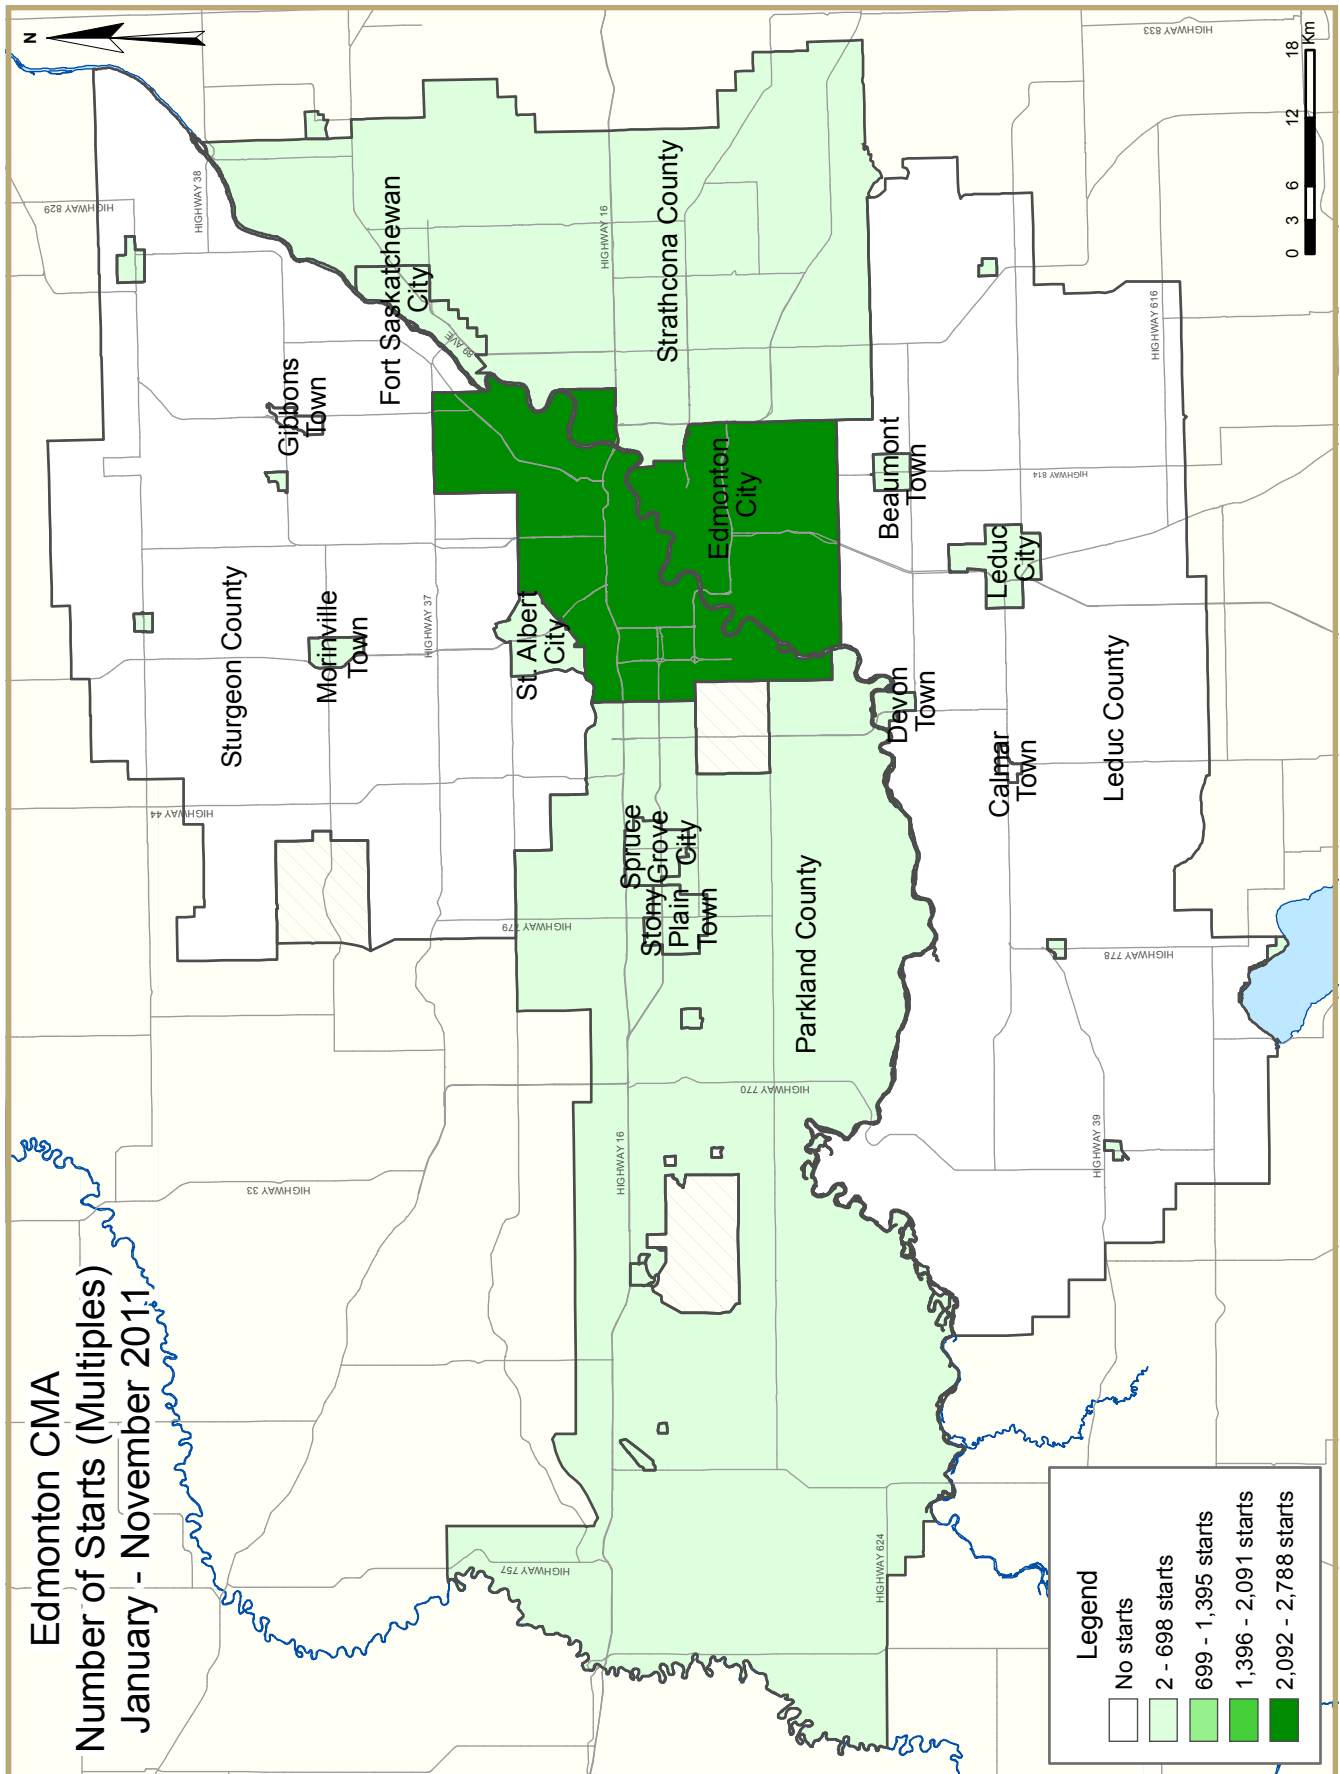 Edmonton CMA
Number of Starts (Multiples)
January - November 2011
N
HIGHWAY 829
HIGHWAY 38
HIGHWAY 833
Gibbons
Town
Fort Saskatchewan
City
89 AVE
HIGHWAY 16
Strathcona County
Sturgeon County
Morinville
Town
HIGHWAY 37
HIGHWAY 44
St. Albert
City
Edmonton
City
Beaumont
Town
HIGHWAY 814
HIGHWAY 616
Leduc
City
Devon
Town
Calmar
Town
Leduc County
Spruce
Grove
City
Stony
Plain
Town
HIGHWAY 779
Parkland County
HIGHWAY 770
HIGHWAY 778
HIGHWAY 33
HIGHWAY 16
HIGHWAY 39
HIGHWAY 757
HIGHWAY 624
Legend
No starts
2 - 698 starts
699 - 1,395 starts
1,396 - 2,091 starts
2,092 - 2,788 starts
0 3 6 12 18
Km